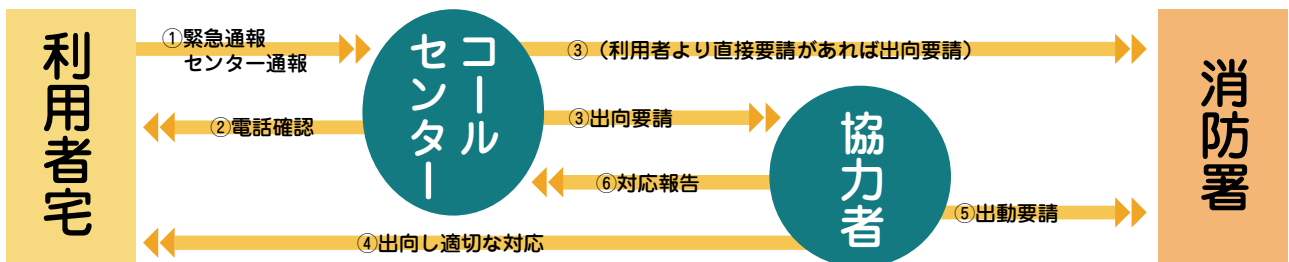 利用者宅
①緊急通報
センター通報
②電話確認
コール
センター
③（利用者より直接要請があれば出向要請）
③出向要請
⑥対応報告
④出向し適切な対応
協力者
⑤出動要請
消防署